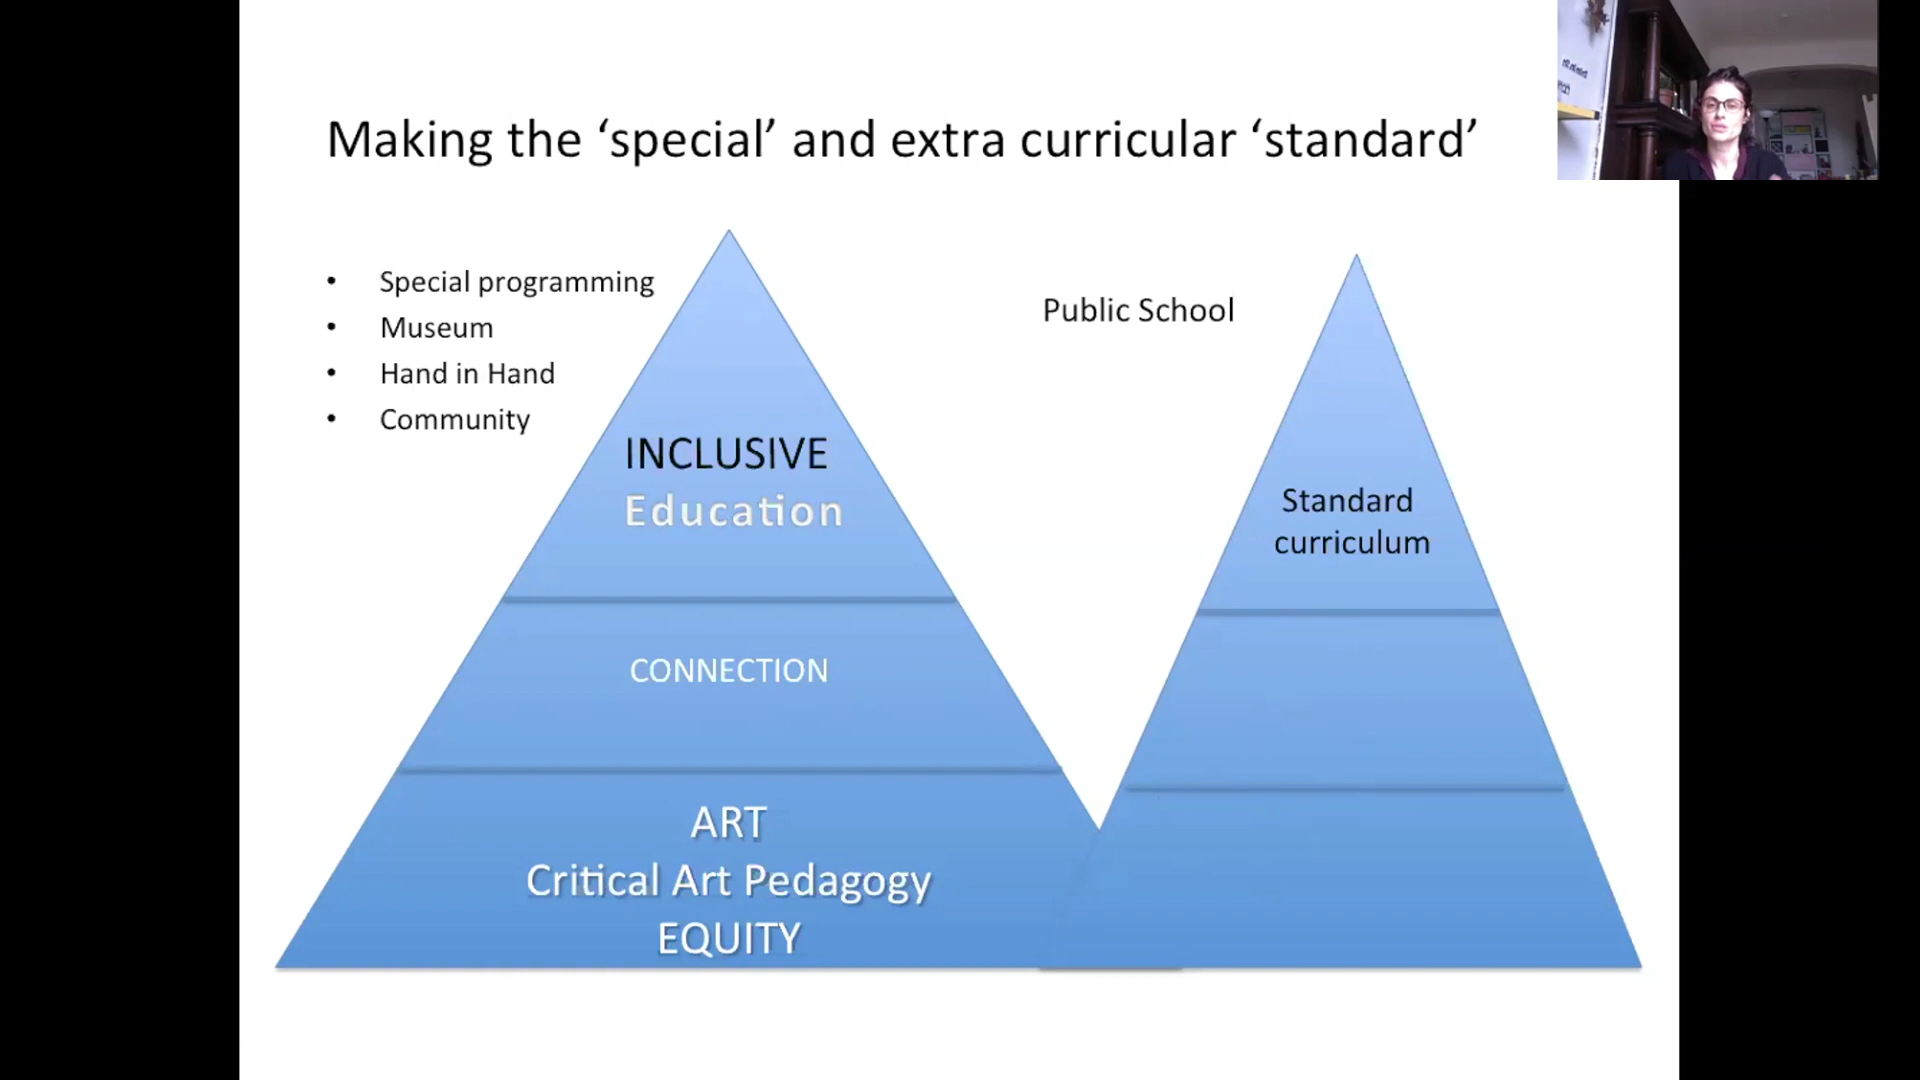 Making the ‘special’ and extra curricular ‘standard’
• Special programming
• Museum
• Hand in Hand
• Community
INCLUSIVE
Education
CONNECTION
ART
Critical Art Pedagogy
EQUITY
Public School
Standard
curriculum